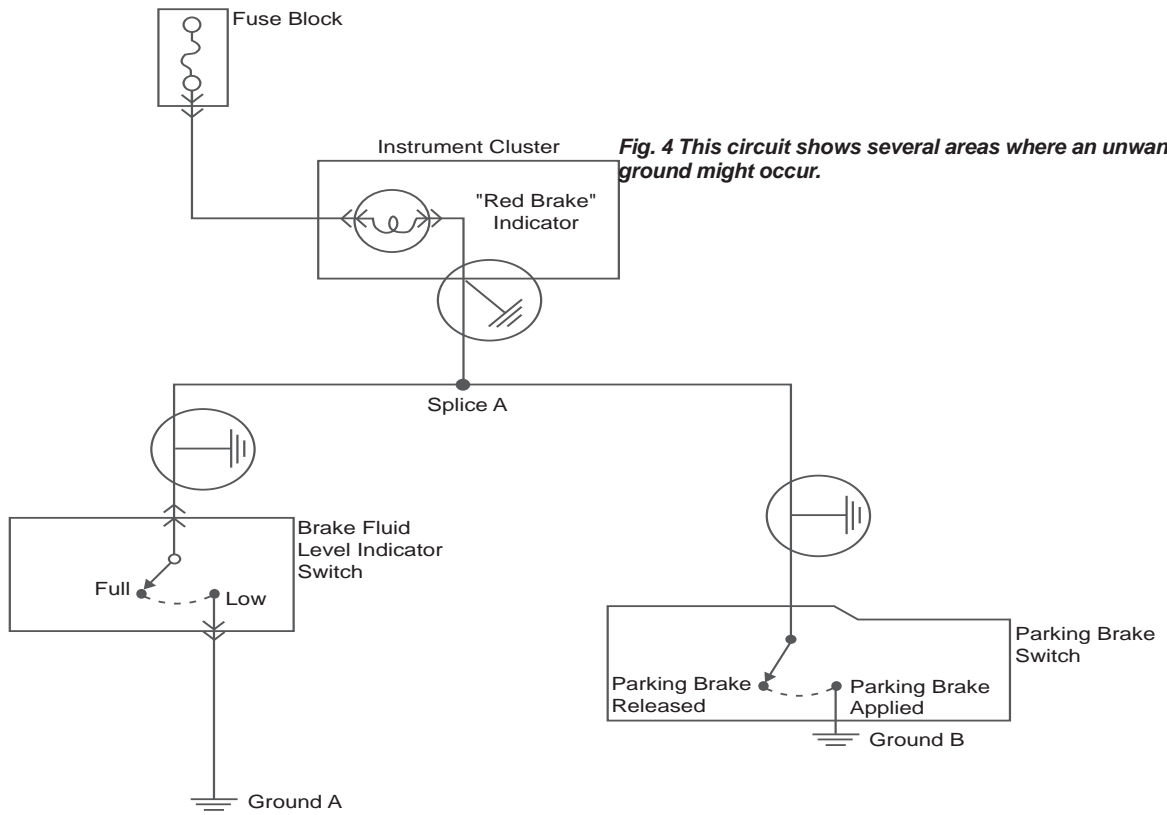 Fuse Block
Instrument Cluster
Fig. 4 This circuit shows several areas where an
ground might occur.
"Red Brake"
Indicator
Splice A
Brake Fluid
Level Indicator
Switch
Full
Low
Parking Brake
Switch
Parking Brake
Released
Parking Brake
Applied
Ground B
Ground A